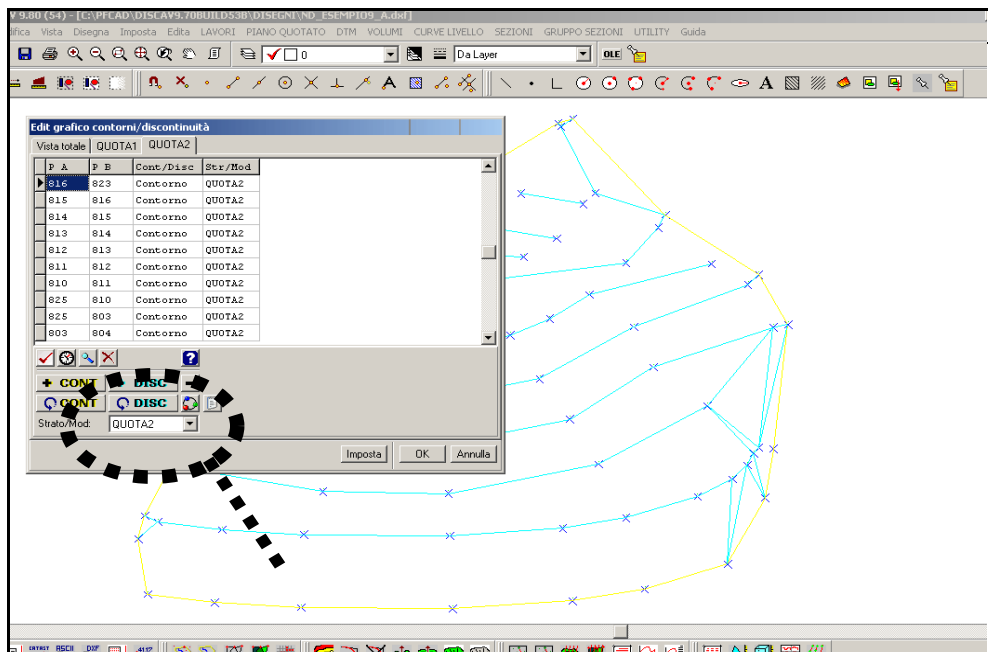 V 9.80 (54) - [C:\PFCAD\DISCAV9.70BUILD538\DISEGNI\ND_ESEMPIO9_A.dxf]
difica Vista Disegna Imposta Edita LAVORI PIANO QUOTATO DTM VOLUMI CURVE LIVELLO SEZIONI GRUPPO SEZIONI UTILITY Guida
0 Da Layer OLE
A A
Edit grafico contorni/discontinuità
Vista totale QUOTA1 QUOTA2
P A P B Cont/Disc Str/Mod
816 823 Contorno QUOTA2
815 816 Contorno QUOTA2
814 815 Contorno QUOTA2
813 814 Contorno QUOTA2
812 813 Contorno QUOTA2
811 812 Contorno QUOTA2
810 811 Contorno QUOTA2
825 810 Contorno QUOTA2
825 803 Contorno QUOTA2
803 804 Contorno QUOTA2
?
+ CONT DISC
CONT DISC
Strato/Mod: QUOTA2
Imposta OK Annulla
ASCII DXF